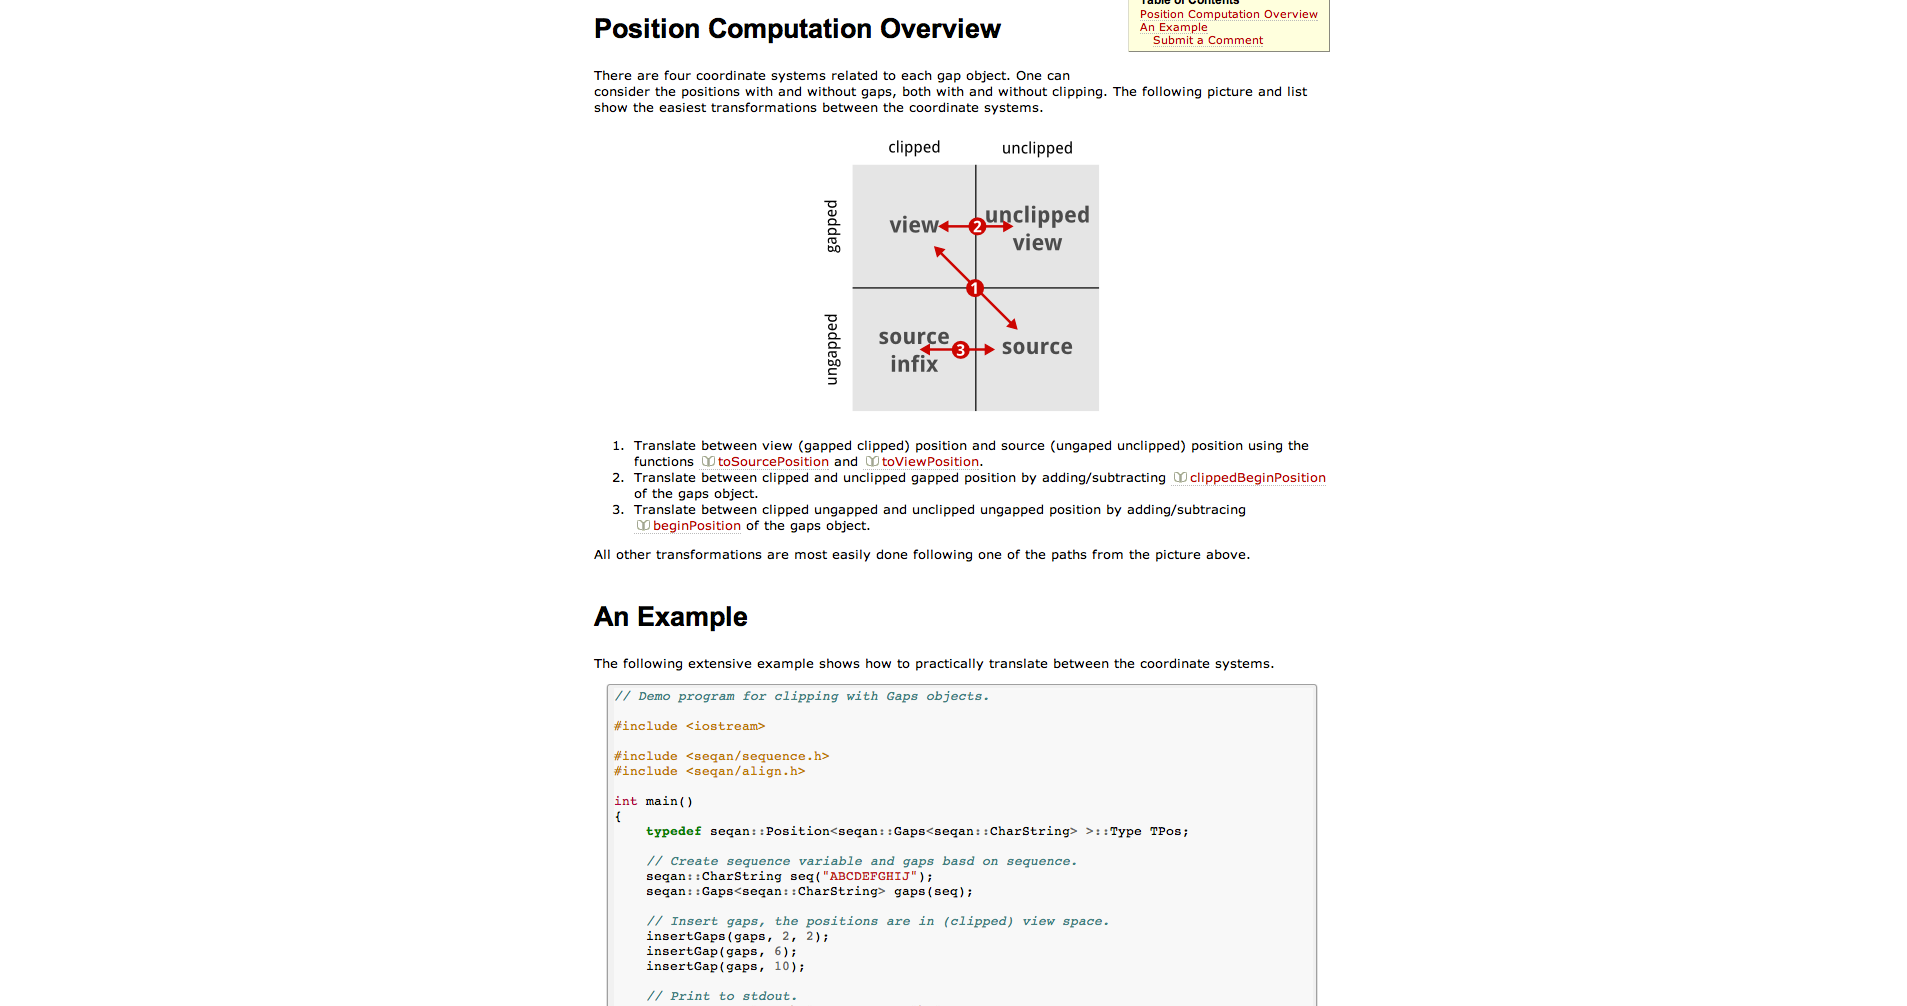 Table of Contents
Position Computation Overview
An Example
Submit a Comment
Position Computation Overview
There are four coordinate systems related to each gap object. One can
consider the positions with and without gaps, both with and without clipping. The following picture and list
show the easiest transformations between the coordinate systems.
clipped unclipped
gapped
view 2 unclipped
view
1
ungapped
source
infix 3 source
1. Translate between view (gapped clipped) position and source (ungaped unclipped) position using the
functions toSourcePosition and toViewPosition.
2. Translate between clipped and unclipped gapped position by adding/subtracting clippedBeginPosition
of the gaps object.
3. Translate between clipped ungapped and unclipped ungapped position by adding/subtracing
beginPosition of the gaps object.
All other transformations are most easily done following one of the paths from the picture above.
An Example
The following extensive example shows how to practically translate between the coordinate systems.
// Demo program for clipping with Gaps objects.
#include <iostream>
#include <seqan/sequence.h>
#include <seqan/align.h>
int main()
{
typedef seqan::Position<seqan::Gaps<seqan::CharString> >::Type TPos;
// Create sequence variable and gaps basd on sequence.
seqan::CharString seq("ABCDEFGHIJ");
seqan::Gaps<seqan::CharString> gaps(seq);
// Insert gaps, the positions are in (clipped) view space.
insertGaps(gaps, 2, 2);
insertGap(gaps, 6);
insertGap(gaps, 10);
// Print to stdout.